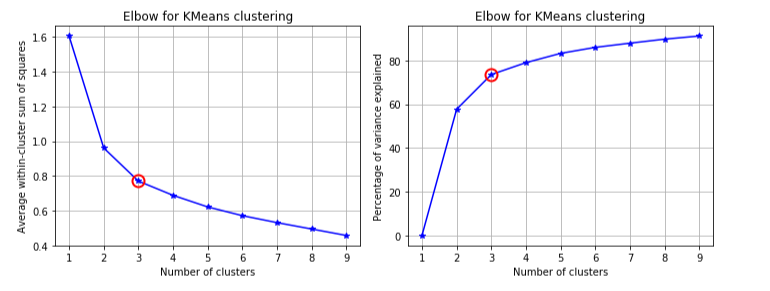 Elbow for KMeans clustering
Average within-cluster sum of squares
1.6
1.4
1.2
1.0
0.8
0.6
0.4
1 2 3 4 5 6 7 8 9
Number of clusters
Elbow for KMeans clustering
Percentage of variance explained
80
60
40
20
0
1 2 3 4 5 6 7 8 9
Number of clusters